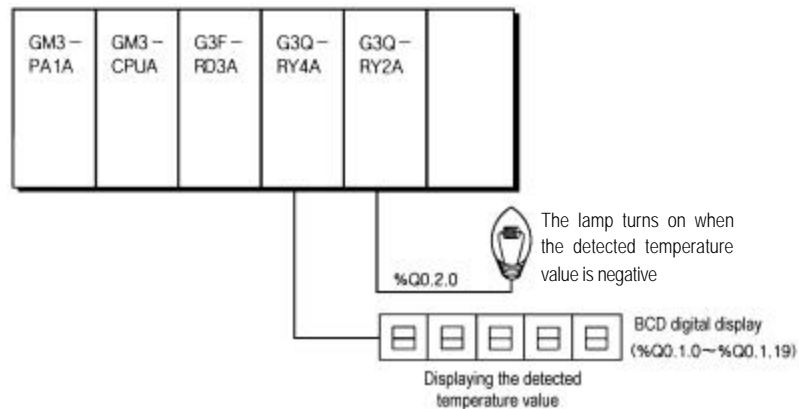 GM3 –
PA1A
GM3 –
CPUA
G3F –
RD3A
G3Q –
RY4A
G3Q –
RY2A
The lamp turns on when
the detected temperature
value is negative
%Q0.2.0
BCD digital display
(%Q0.1.0~%Q0.1.19)
Displaying the detected
temperature value